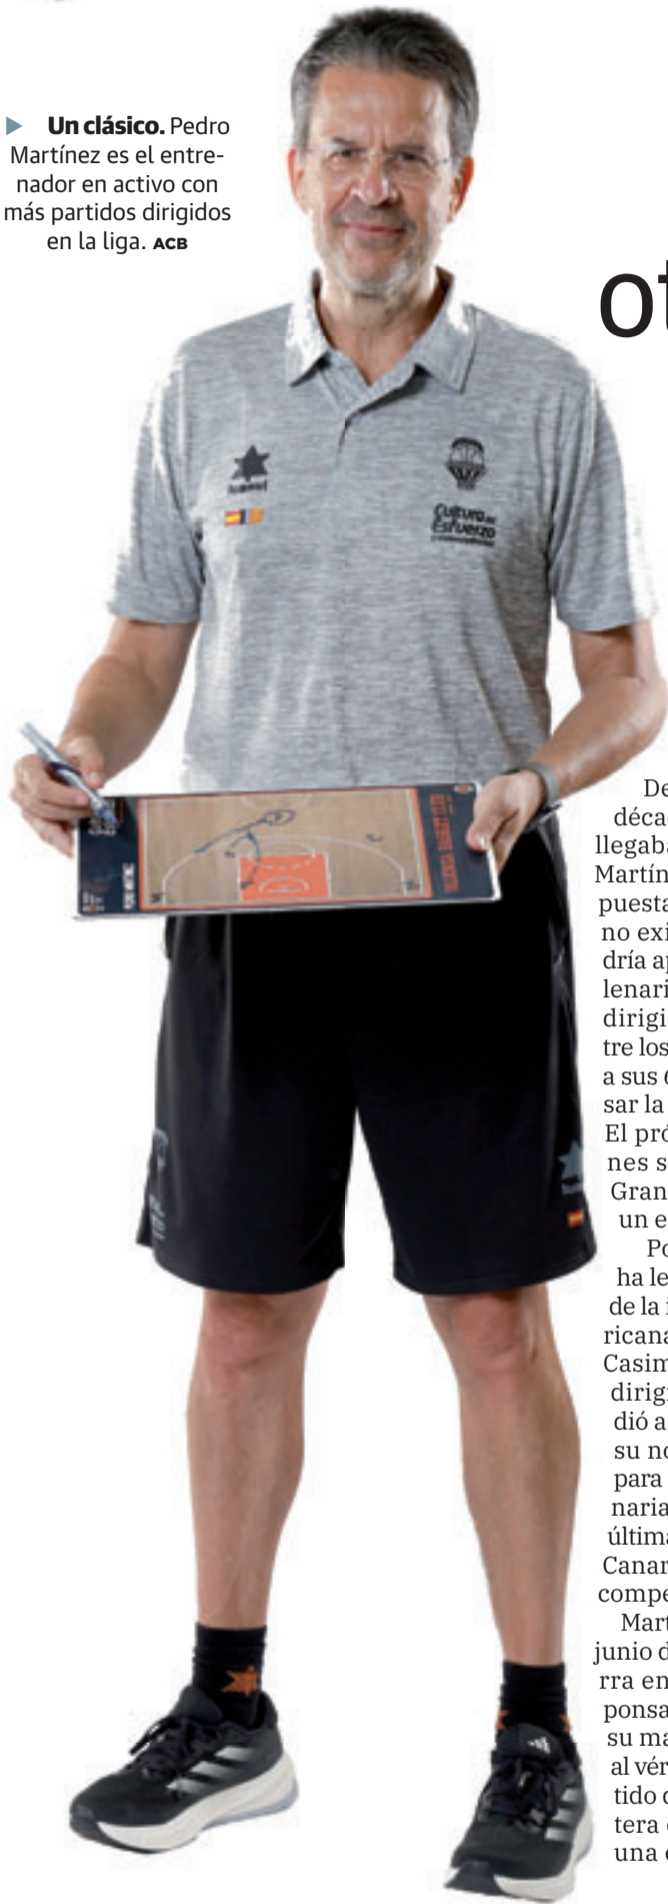 ▶ Un clásico. Pedro
Martínez es el entre-
nador en activo con
más partidos dirigidos
en la liga. ACB
Cultura del
Esfuerzo
llegaba
Martín
puesta
no exi
dría ap
lenari
dirigi
tre los
a sus
sar la
El pró
nes s
Gran
un e
Po
ha le
de la
ricana
Casim
dirig
dió a
su no
para
naria
última
Canar
compe
Mart
junio d
rra en
ponsa
su ma
al vér
tido d
tera
una